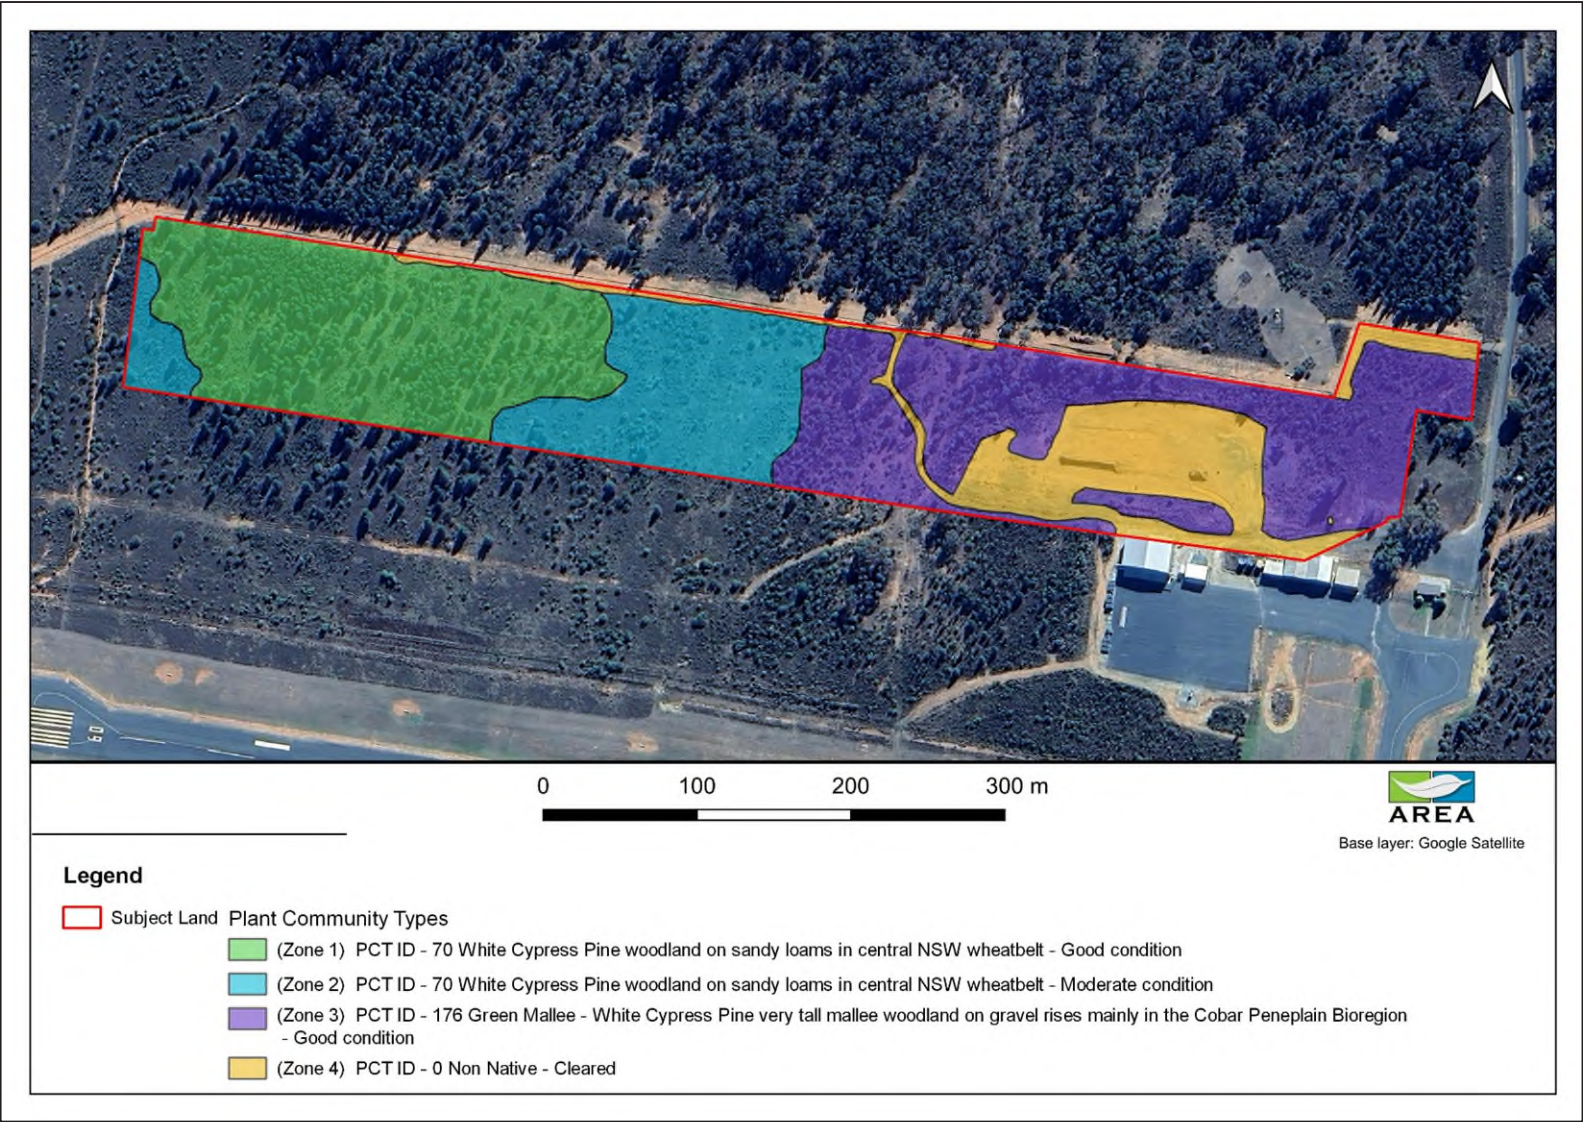 09
0 100 200 300 m
AREA
Base layer: Google Satellite
Legend
Subject Land Plant Community Types
(Zone 1) PCT ID - 70 White Cypress Pine woodland on sandy loams in central NSW wheatbelt - Good condition
(Zone 2) PCT ID - 70 White Cypress Pine woodland on sandy loams in central NSW wheatbelt - Moderate condition
(Zone 3) PCT ID - 176 Green Mallee - White Cypress Pine very tall mallee woodland on gravel rises mainly in the Cobar Peneplain Bioregion
- Good condition
(Zone 4) PCT ID - 0 Non Native - Cleared